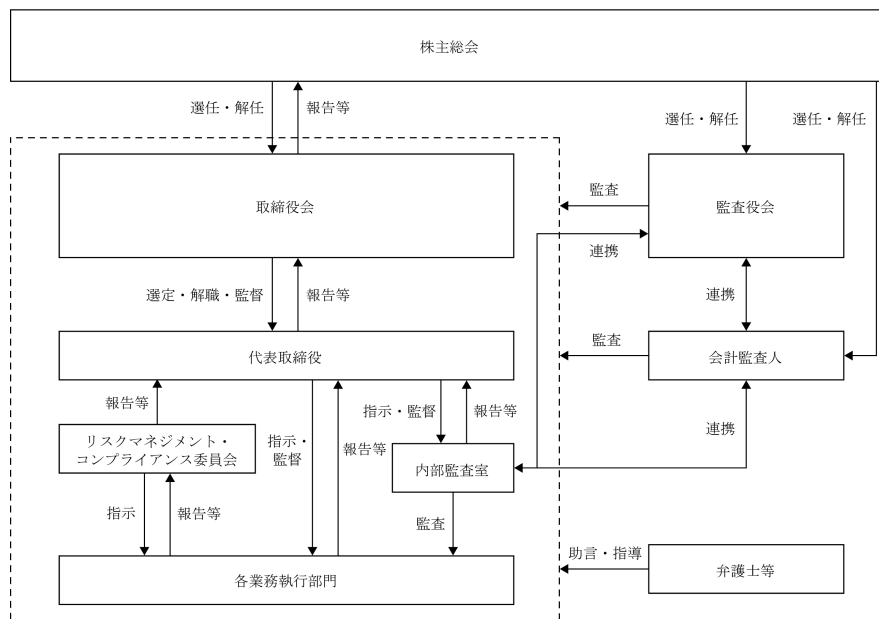 株主総会
選任・解任
報告等
選任・解任
選任・解任
取締役会
監査
監査役会
連携
選定・解職・監督
報告等
連携
代表取締役
監査
会計監査人
報告等
指示・監督
報告等
リスクマネジメント・
コンプライアンス委員会
指示・
監督
報告等
内部監査室
連携
指示
報告等
監査
各業務執行部門
助言・指導
弁護士等